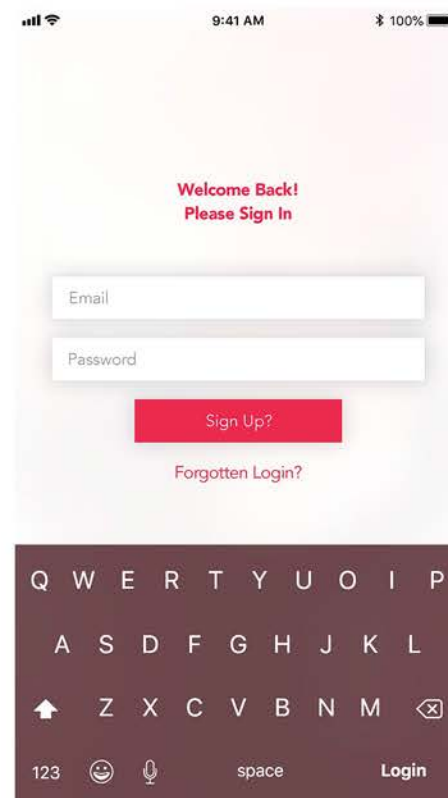 9:41 AM
100%
Welcome Back!
Please Sign In
Email
Password
Sign Up?
Forgotten Login?
Q W E R T Y U O I P
A S D F G H J K L
Z X C V B N M
123 space Login